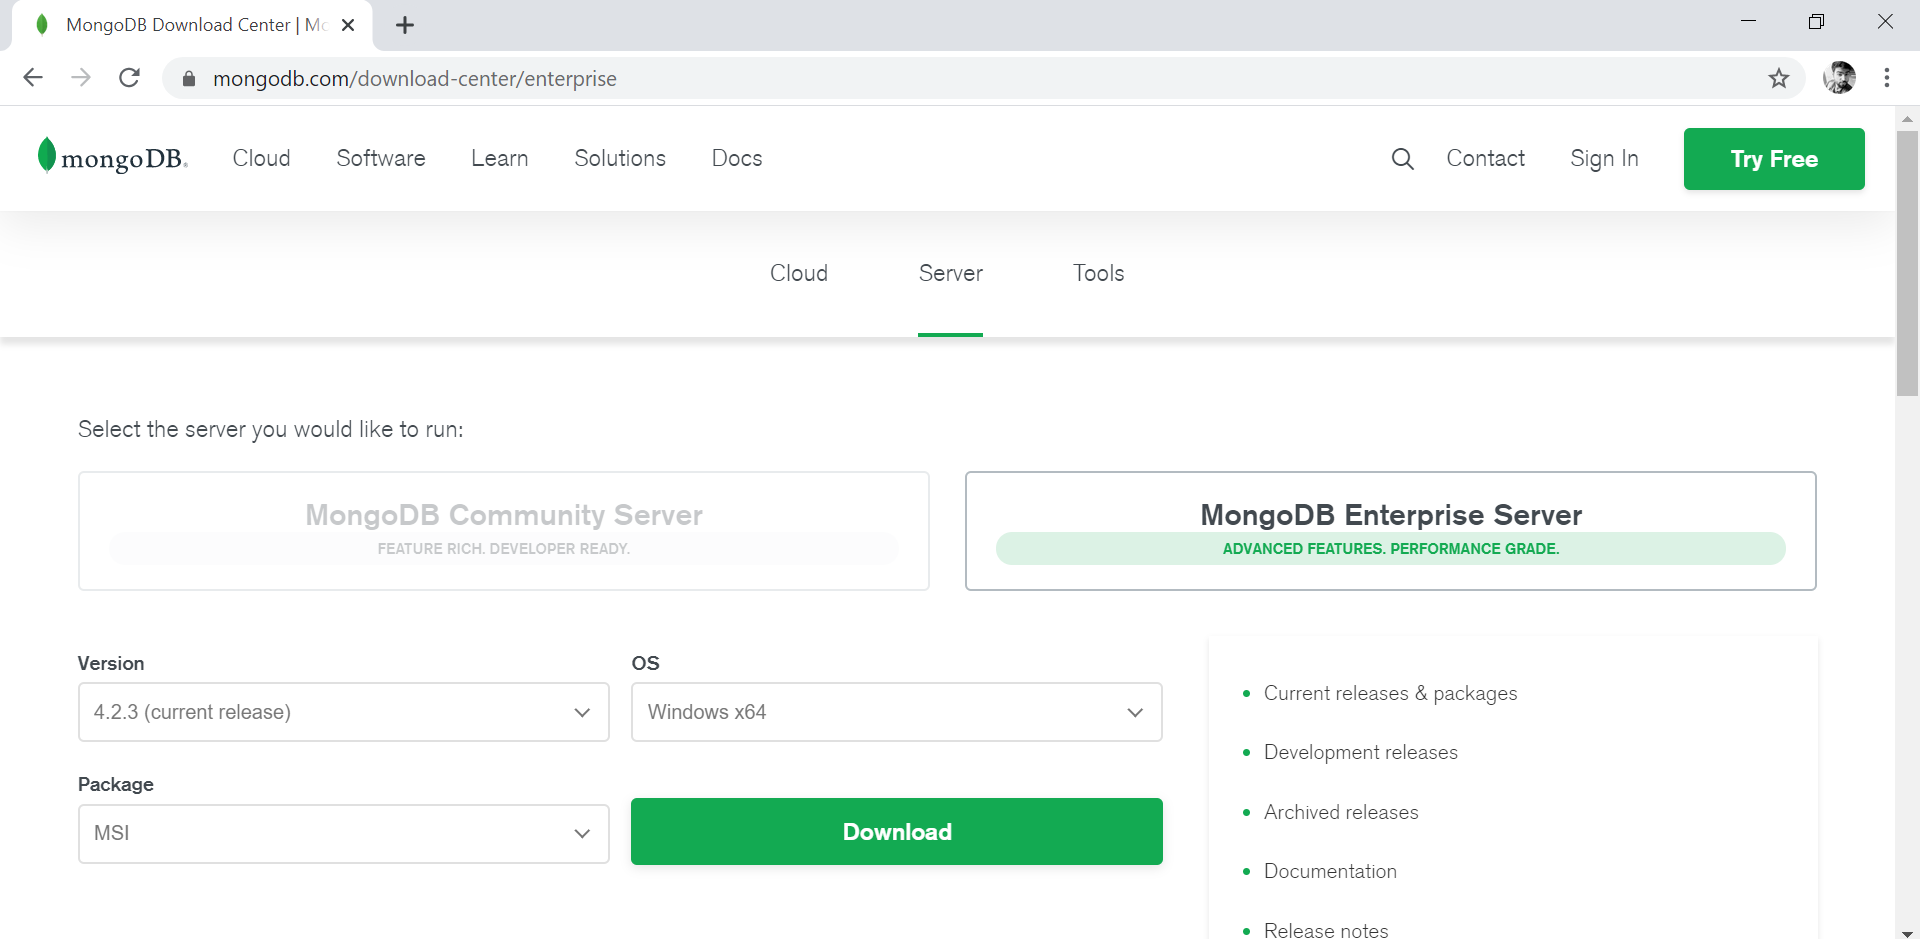 MongoDB Download Center | Mo
mongodb.com/download-center/enterprise
mongoDB®
Cloud
Software
Learn
Solutions
Docs
Contact
Sign In
Try Free
Cloud
Server
Tools
Select the server you would like to run:
MongoDB Community Server
FEATURE RICH. DEVELOPER READY.
MongoDB Enterprise Server
ADVANCED FEATURES. PERFORMANCE GRADE.
Version
OS
4.2.3 (current release)
Windows x64
Package
MSI
Download
Current releases & packages
Development releases
Archived releases
Documentation
Release notes